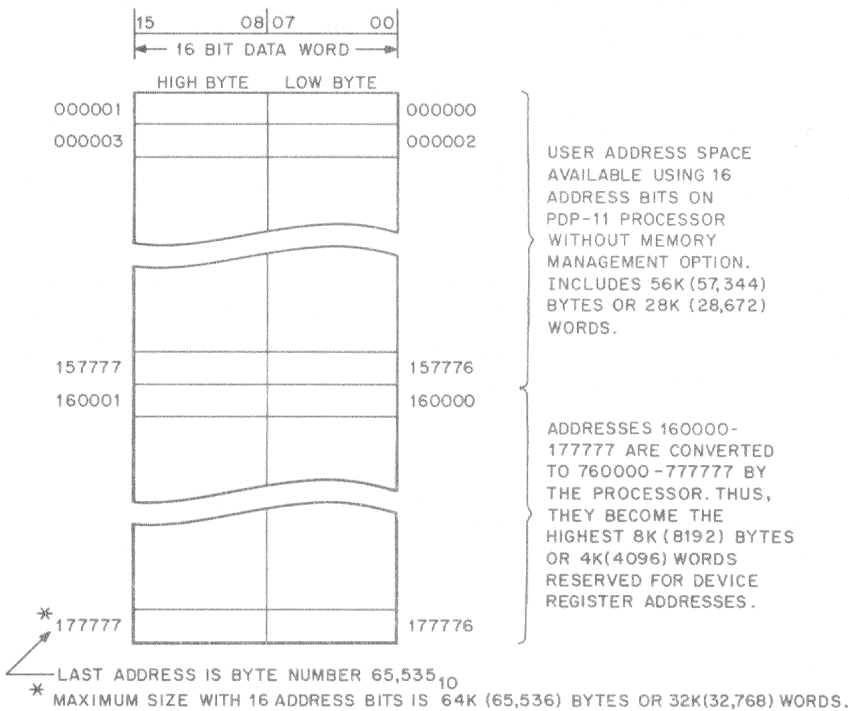 15 08 07 00
16 BIT DATA WORD
HIGH BYTE LOW BYTE
000001 000000
000003 000002
USER ADDRESS SPACE
AVAILABLE USING 16
ADDRESS BITS ON
PDP-11 PROCESSOR
WITHOUT MEMORY
MANAGEMENT OPTION.
INCLUDES 56K (57,344)
BYTES OR 28K (28,672)
WORDS.
157777 157776
160001 160000
ADDRESSES 160000-
177777 ARE CONVERTED
TO 760000-777777 BY
THE PROCESSOR. THUS,
THEY BECOME THE
HIGHEST 8K (8192) BYTES
OR 4K(4096) WORDS
RESERVED FOR DEVICE
REGISTER ADDRESSES.
* 177777 177776
LAST ADDRESS IS BYTE NUMBER 65,535₁₀
* MAXIMUM SIZE WITH 16 ADDRESS BITS IS 64K (65,536) BYTES OR 32K(32,768) WORDS.